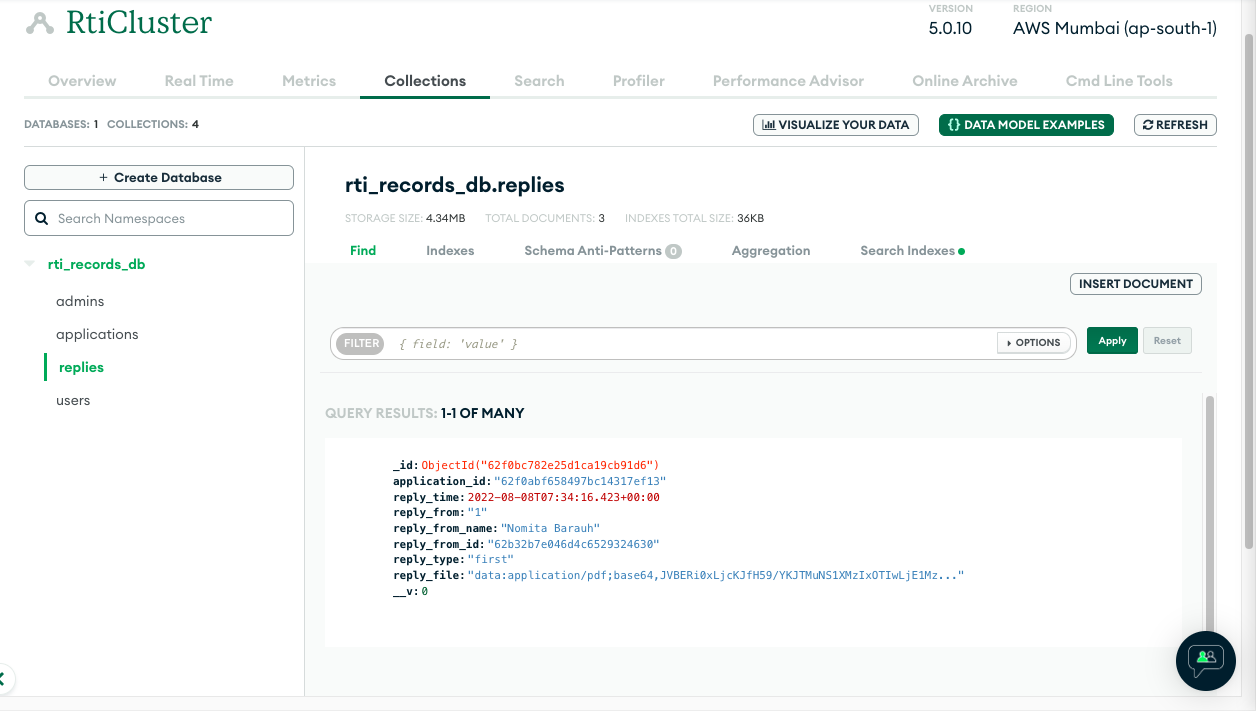 RtiCluster
VERSION
5.0.10
REGION
AWS Mumbai (ap-south-1)
Overview Real Time Metrics Collections Search Profiler Performance Advisor Online Archive Cmd Line Tools
DATABASES: 1 COLLECTIONS: 4
VISUALIZE YOUR DATA
{} DATA MODEL EXAMPLES
REFRESH
+ Create Database
Search Namespaces
rti_records_db
admins
applications
replies
users
rti_records_db.replies
STORAGE SIZE: 4.34MB TOTAL DOCUMENTS: 3 INDEXES TOTAL SIZE: 36KB
Find Indexes Schema Anti-Patterns 0 Aggregation Search Indexes
INSERT DOCUMENT
FILTER { field: 'value' } OPTIONS Apply Reset
QUERY RESULTS: 1-1 OF MANY
_id: ObjectId("62f0bc782e25d1ca19cb91d6")
application_id: "62f0abf658497bc14317ef13"
reply_time: 2022-08-08T07:34:16.423+00:00
reply_from: "1"
reply_from_name: "Nomita Barauh"
reply_from_id: "62b32b7e046d4c6529324630"
reply_type: "first"
reply_file: "data:application/pdf;base64,JVBERi0xLjcKJfH59/YKJTMuNS1XMzIxOTIwLjE1Mz..."
__v: 0